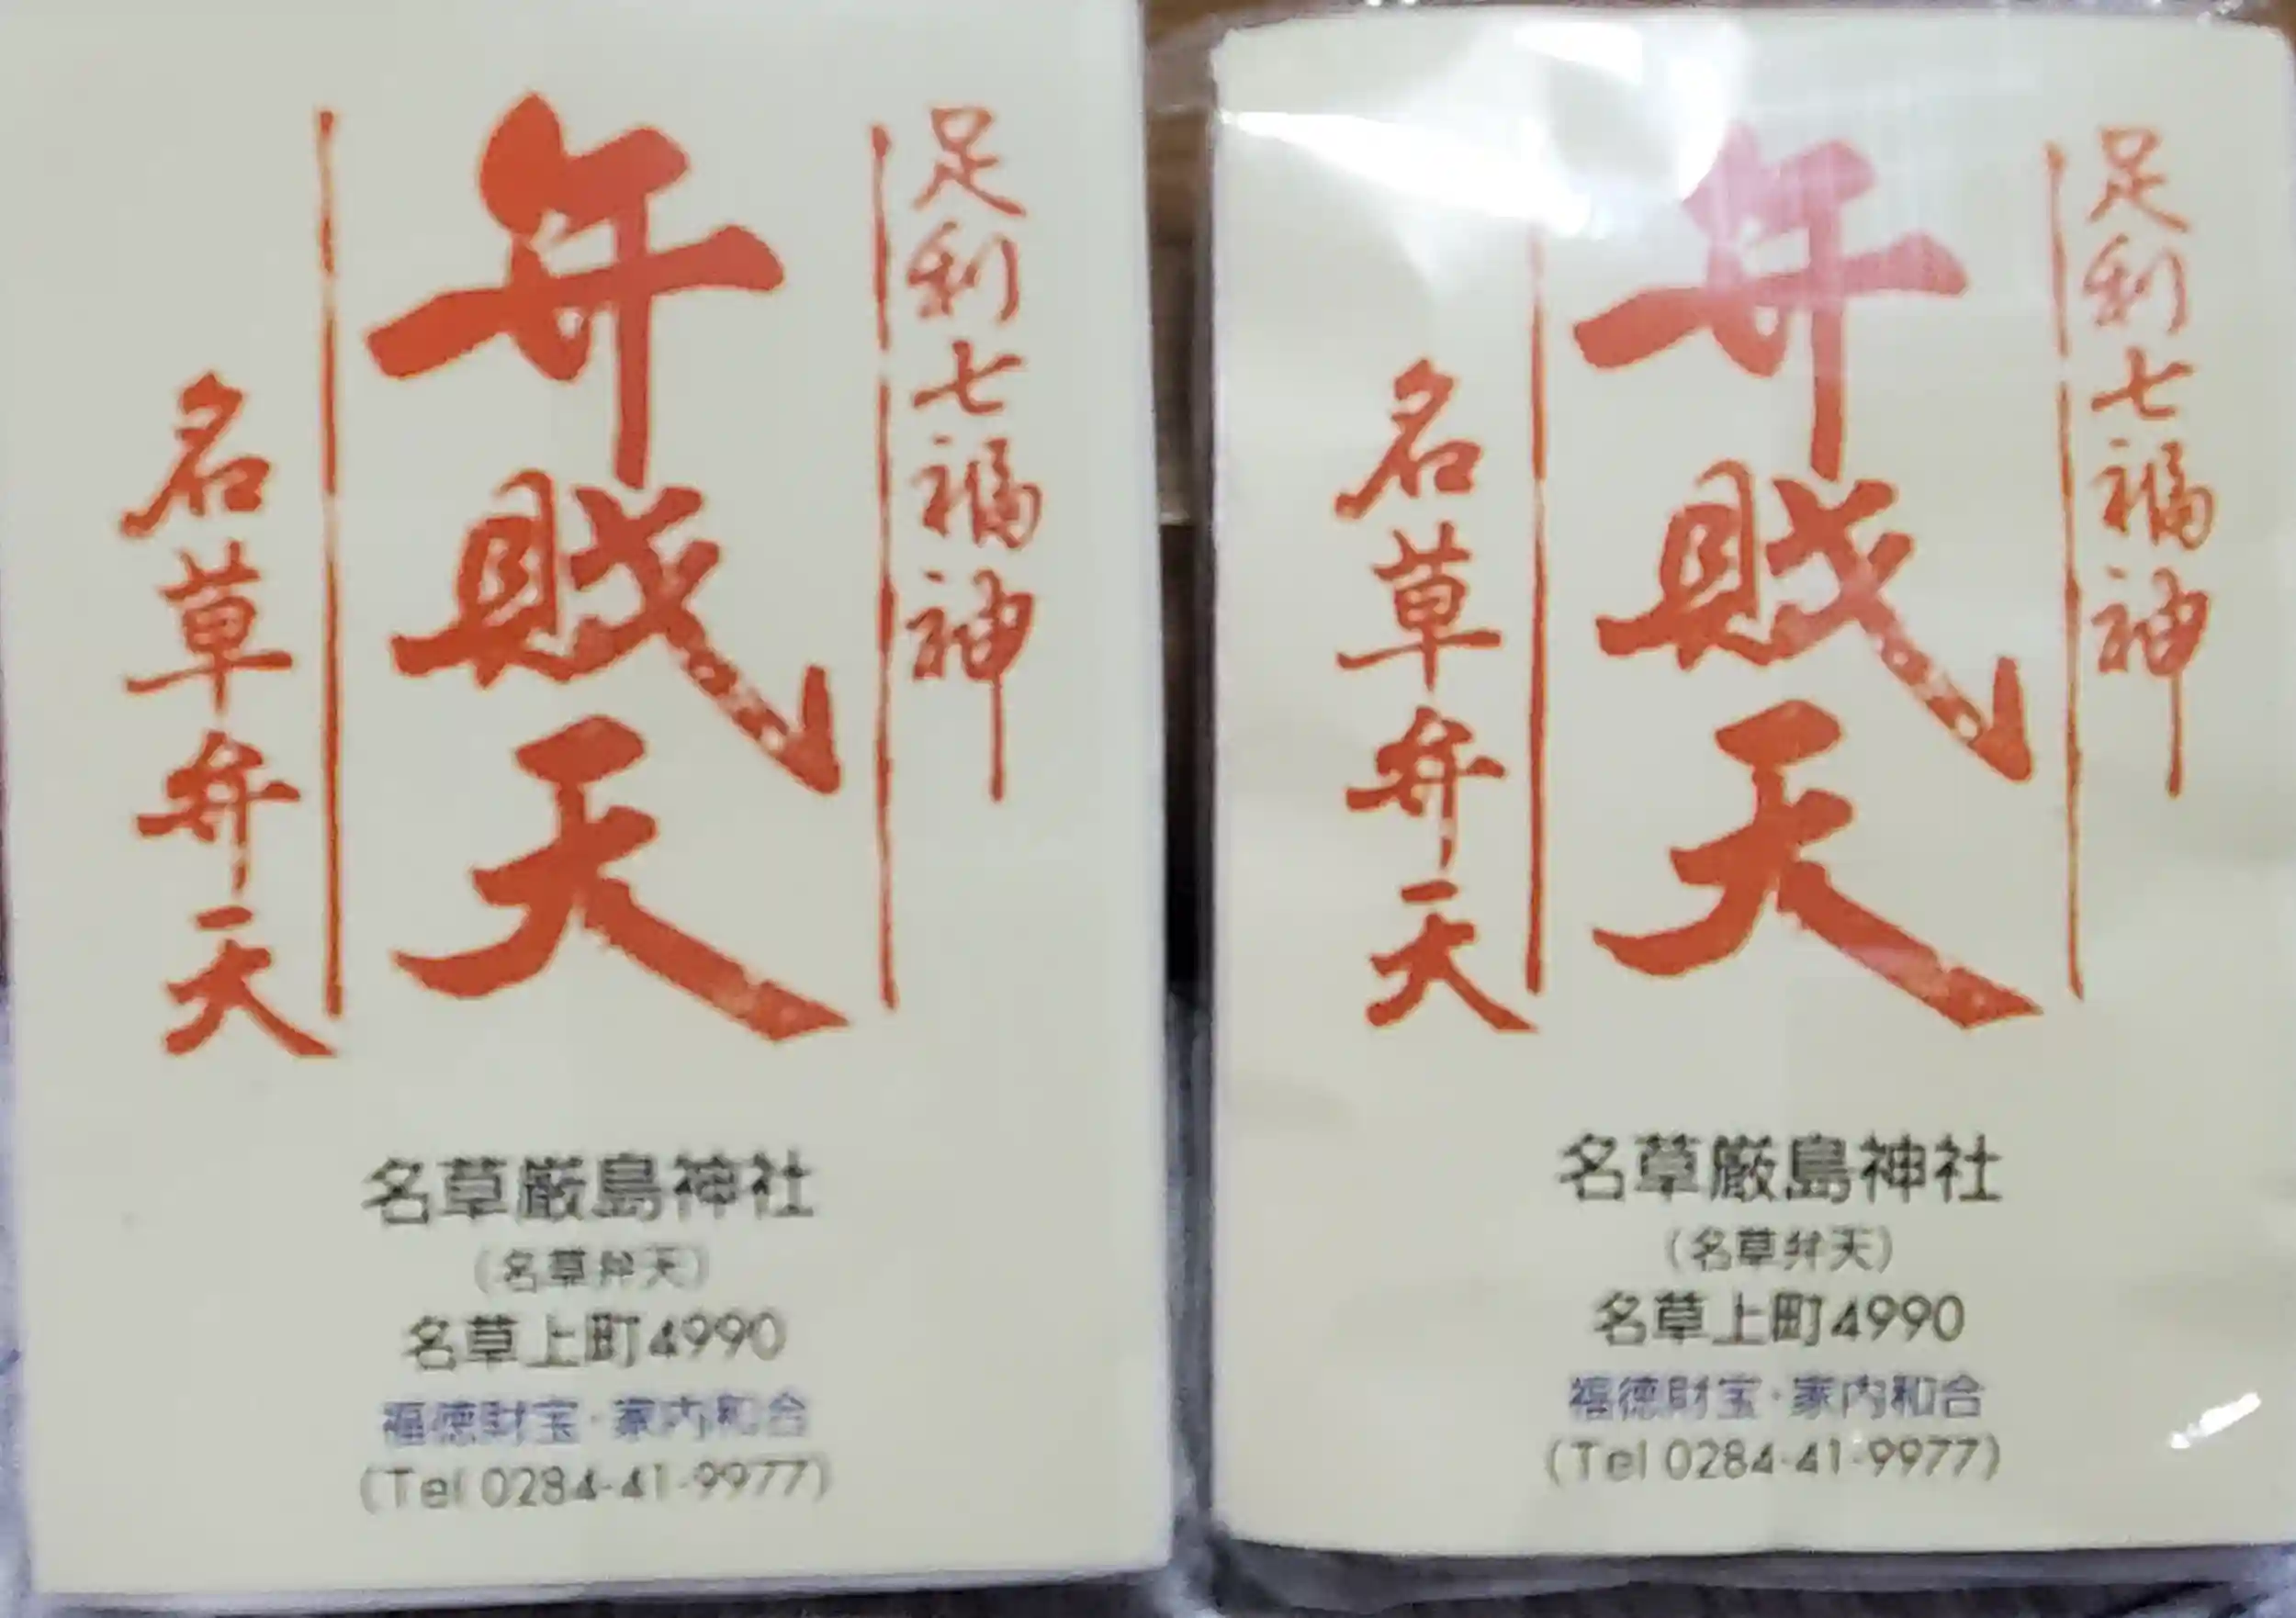 足利七福神
弁財天
名草弁天
名草厳島神社
(名草弁天)
名草上町4990
福徳財宝・家内和合
(Tel 0284-41-9977)
足利七福神
弁財天
名草弁天
名草厳島神社
(名草弁天)
名草上町4990
福徳財宝・家内和合
(Tel 0284-41-9977)